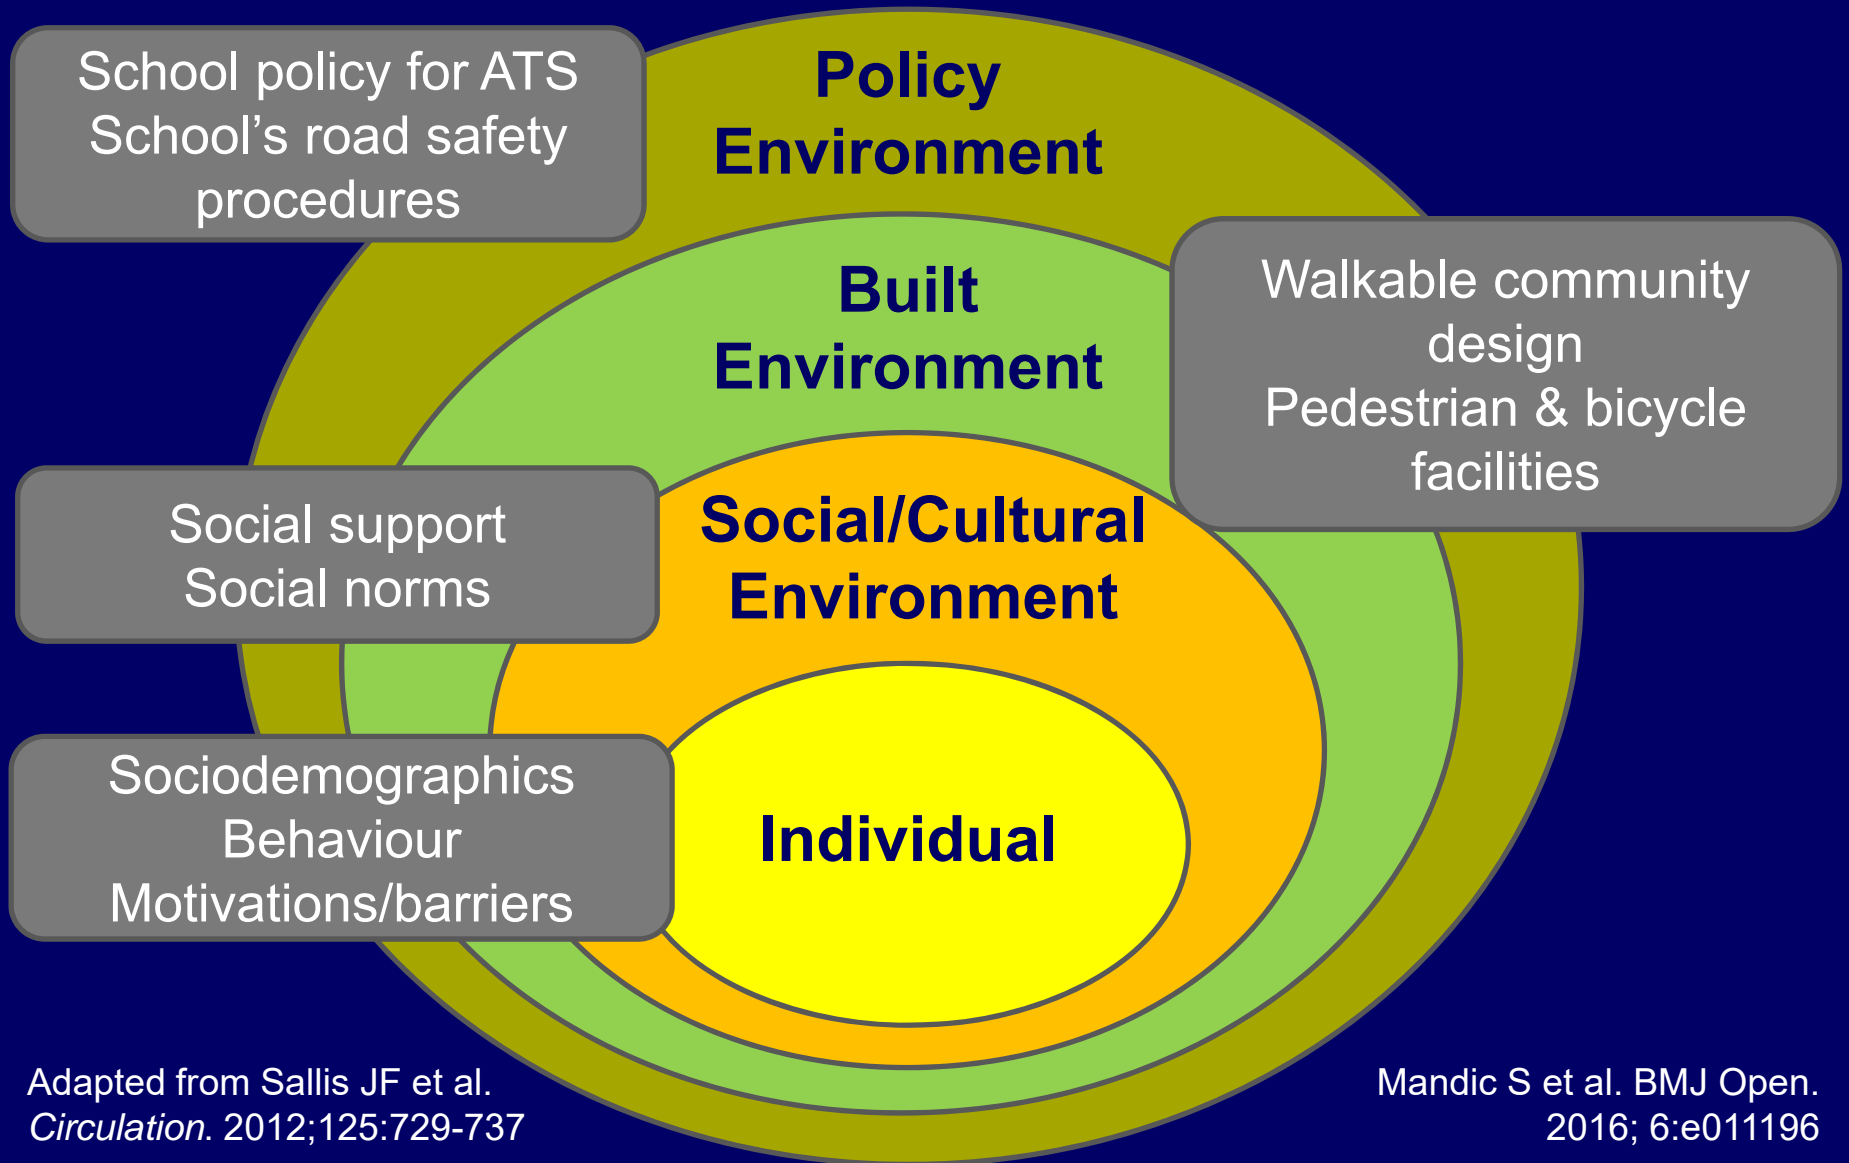 School policy for ATS
School's road safety
procedures
Policy
Environment
Built
Environment
Walkable community
design
Pedestrian & bicycle
facilities
Social support
Social norms
Social/Cultural
Environment
Sociodemographics
Behaviour
Motivations/barriers
Individual
Adapted from Sallis JF et al.
Circulation. 2012;125:729-737
Mandic S et al. BMJ Open.
2016; 6:e011196